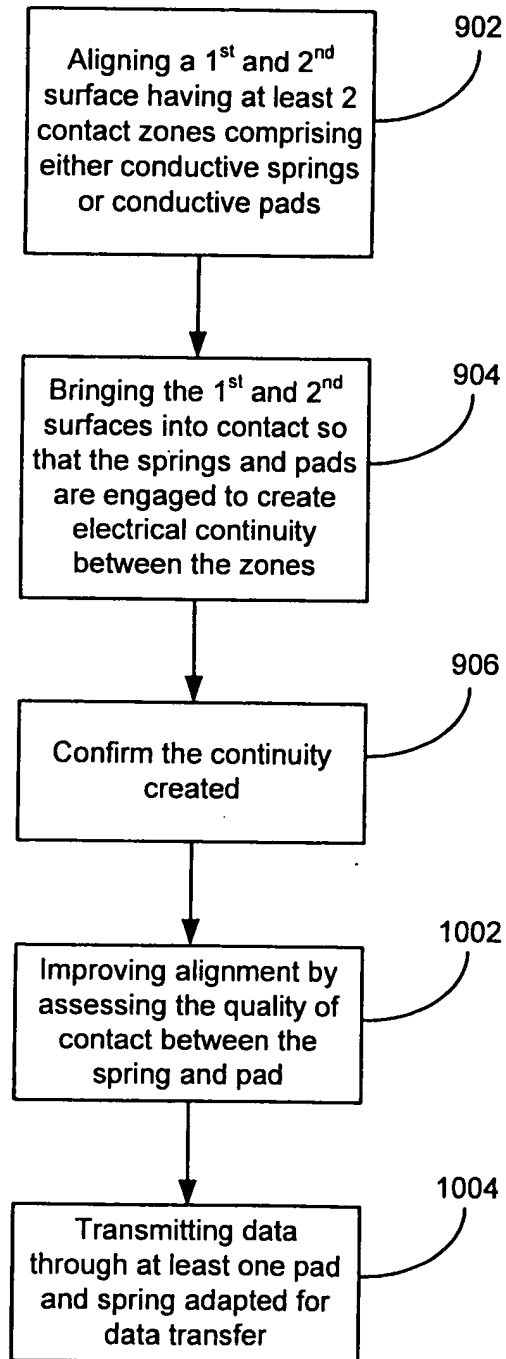 902
Aligning a 1st and 2nd
surface having at least 2
contact zones comprising
either conductive springs
or conductive pads
904
Bringing the 1st and 2nd
surfaces into contact so
that the springs and pads
are engaged to create
electrical continuity
between the zones
906
Confirm the continuity
created
1002
Improving alignment by
assessing the quality of
contact between the
spring and pad
1004
Transmitting data
through at least one pad
and spring adapted for
data transfer